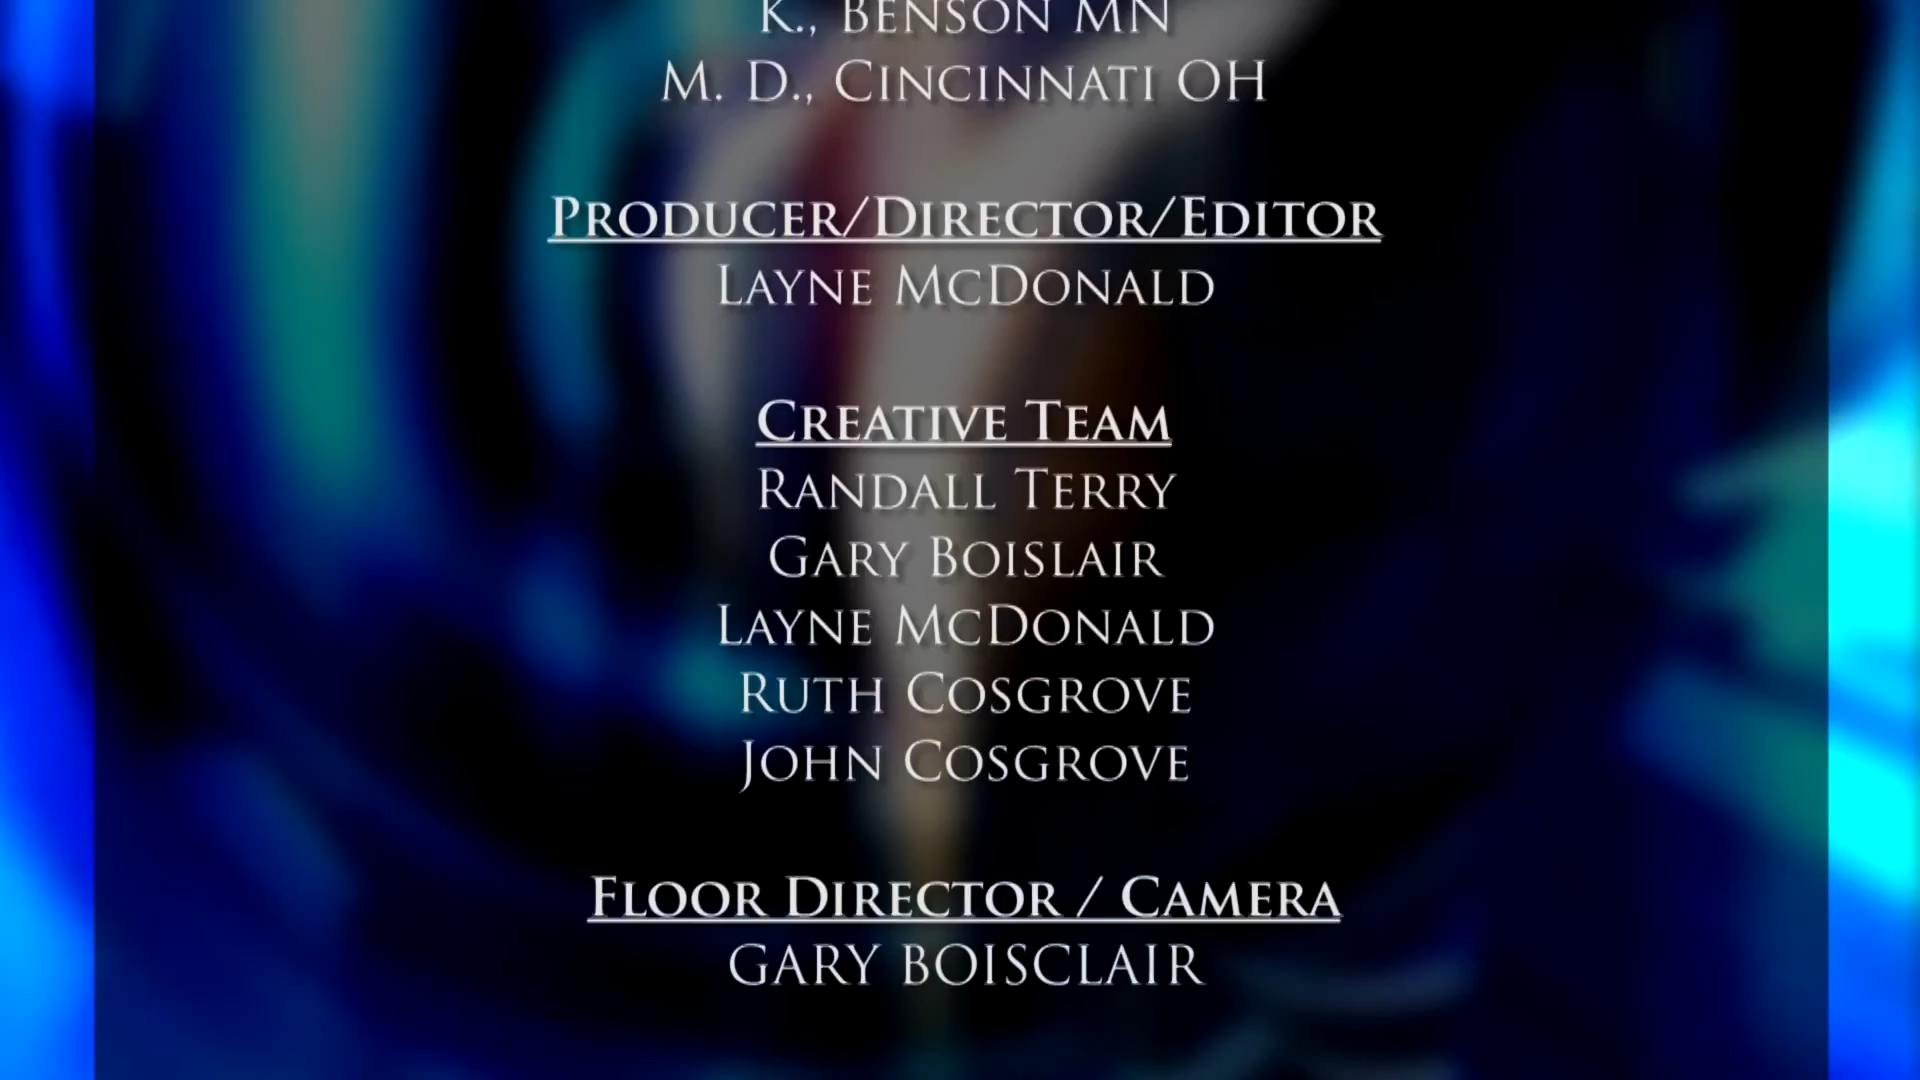 K., Benson MN
M. D., Cincinnati OH
Producer/Director/Editor
Layne McDonald
Creative Team
Randall Terry
Gary Boislair
Layne McDonald
Ruth Cosgrove
John Cosgrove
Floor Director / Camera
GARY BOISCLAIR